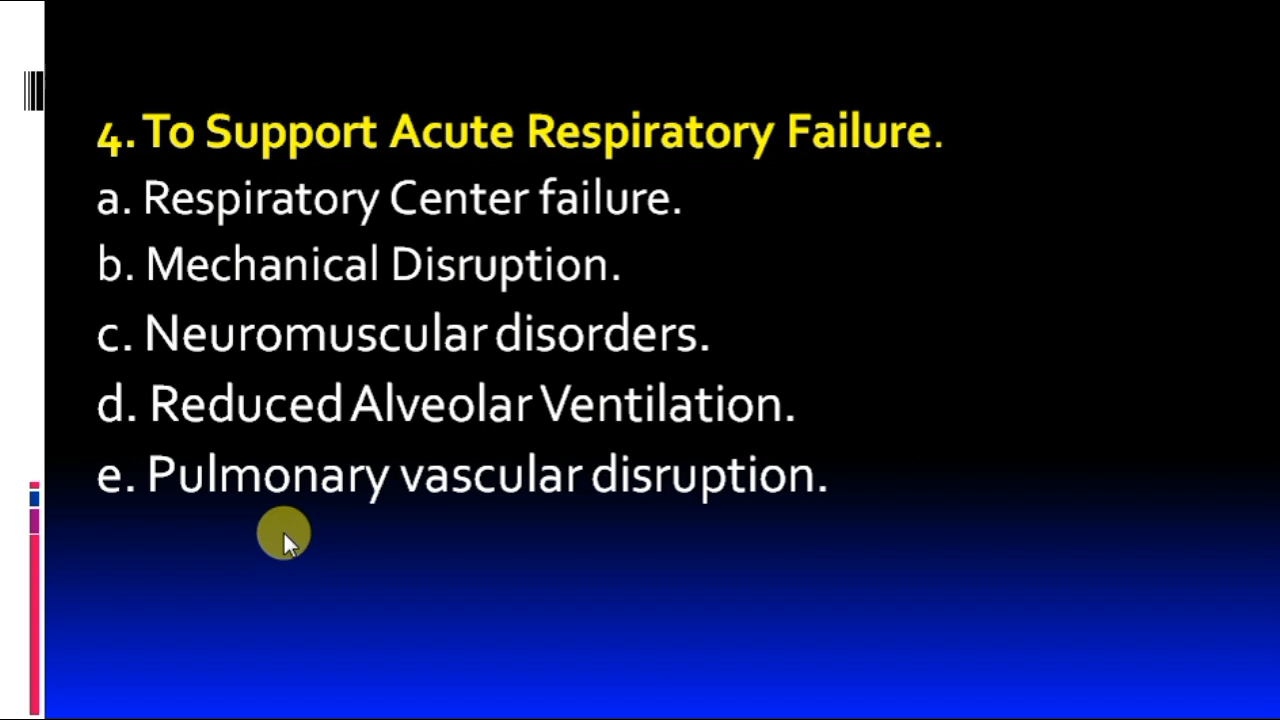 4. To Support Acute Respiratory Failure.
a. Respiratory Center failure.
b. Mechanical Disruption.
c. Neuromuscular disorders.
d. Reduced Alveolar Ventilation.
e. Pulmonary vascular disruption.